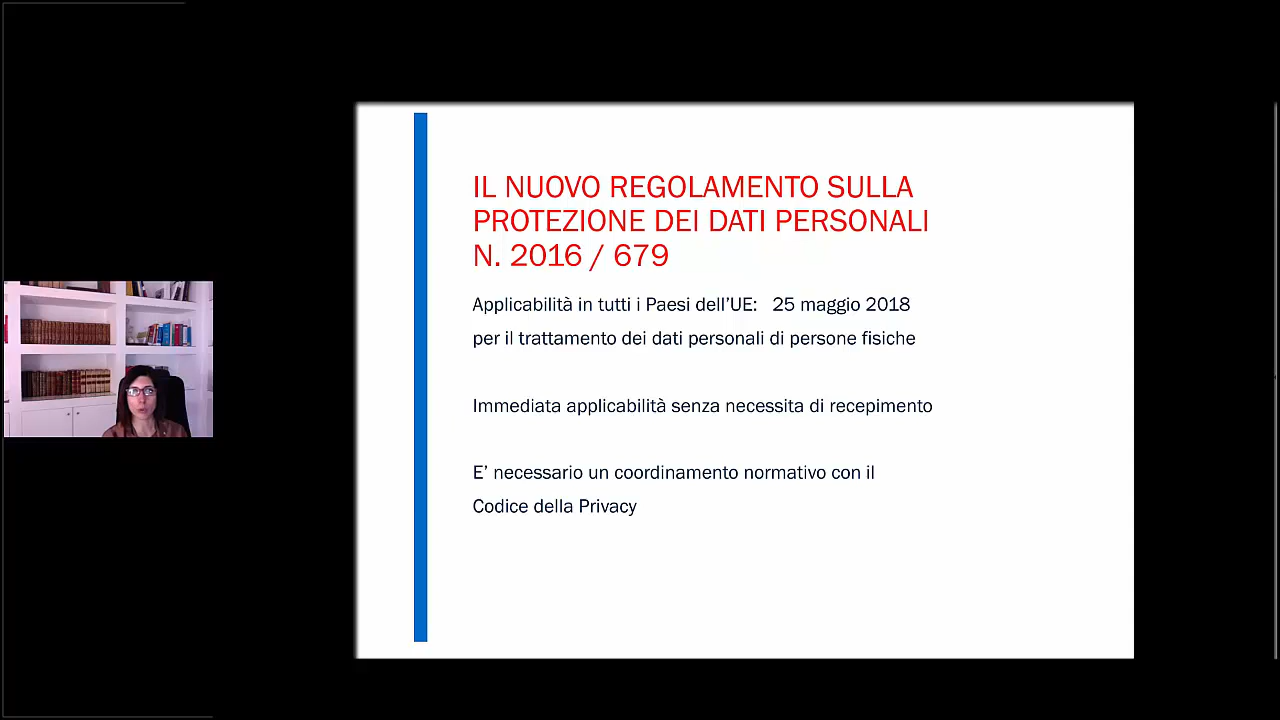 IL NUOVO REGOLAMENTO SULLA
PROTEZIONE DEI DATI PERSONALI
N. 2016 / 679
Applicabilità in tutti i Paesi dell'UE: 25 maggio 2018
per il trattamento dei dati personali di persone fisiche
Immediata applicabilità senza necessita di recepimento
E' necessario un coordinamento normativo con il
Codice della Privacy